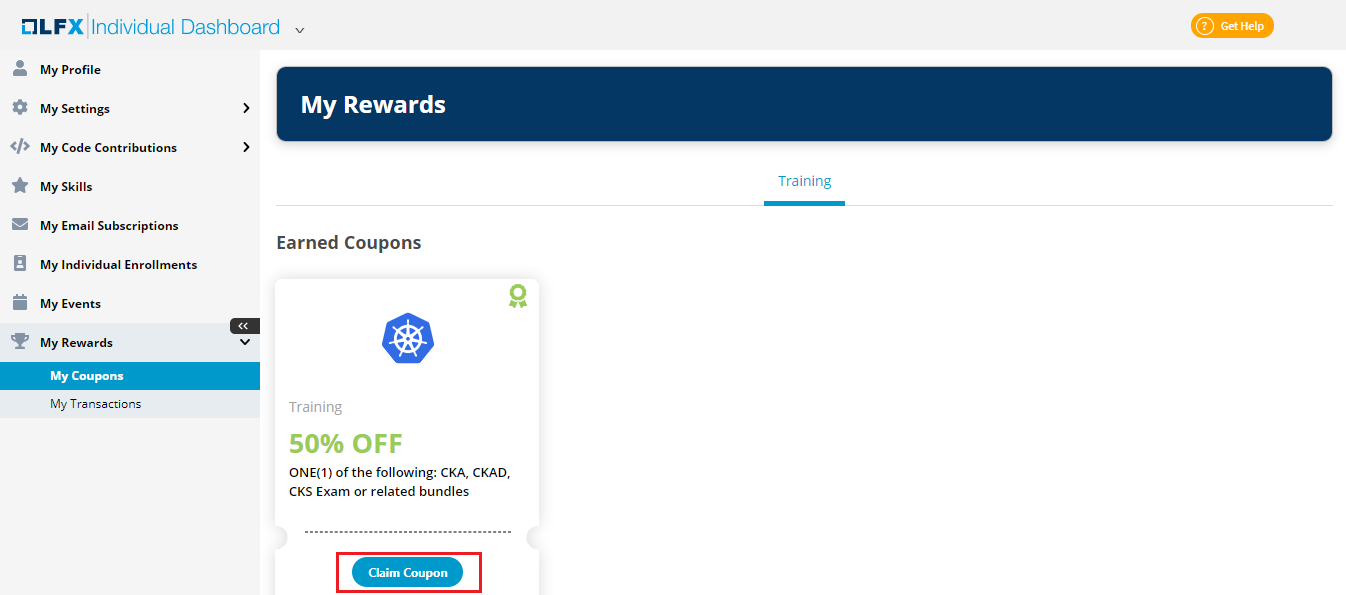 LFX Individual Dashboard
? Get Help
My Profile
My Settings
My Code Contributions
My Skills
My Email Subscriptions
My Individual Enrollments
My Events
My Rewards
My Coupons
My Transactions
My Rewards
Training
Earned Coupons
Training
50% OFF
ONE(1) of the following: CKA, CKAD,
CKS Exam or related bundles
Claim Coupon